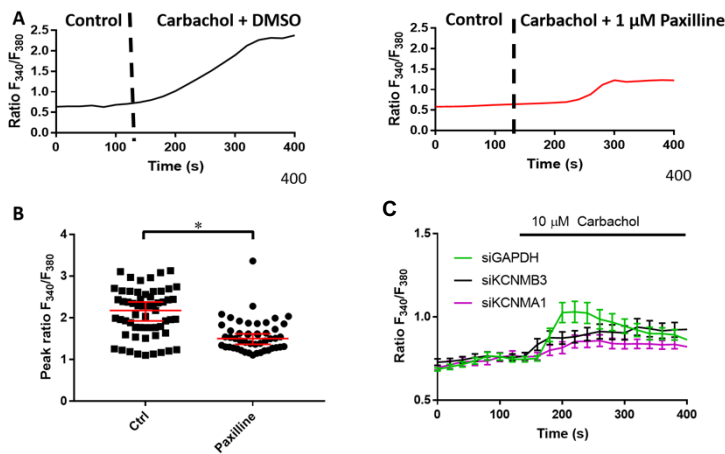 A
Control
Carbachol + DMSO
Ratio F340/F380
2.5
2.0
1.5
1.0
0.5
0.0
0
100
200
300
400
Time (s)
400
Control
Carbachol + 1 µM Paxilline
Ratio F340/F380
2.5
2.0
1.5
1.0
0.5
0.0
0
100
200
300
400
Time (s)
400
B
*
Peak ratio F340/F380
4
3
2
1
0
Ctrl
Paxilline
C
10 µM Carbachol
siGAPDH
siKCNMB3
siKCNMA1
Ratio F340/F380
1.5
1.0
0.5
0
100
200
300
400
Time (s)